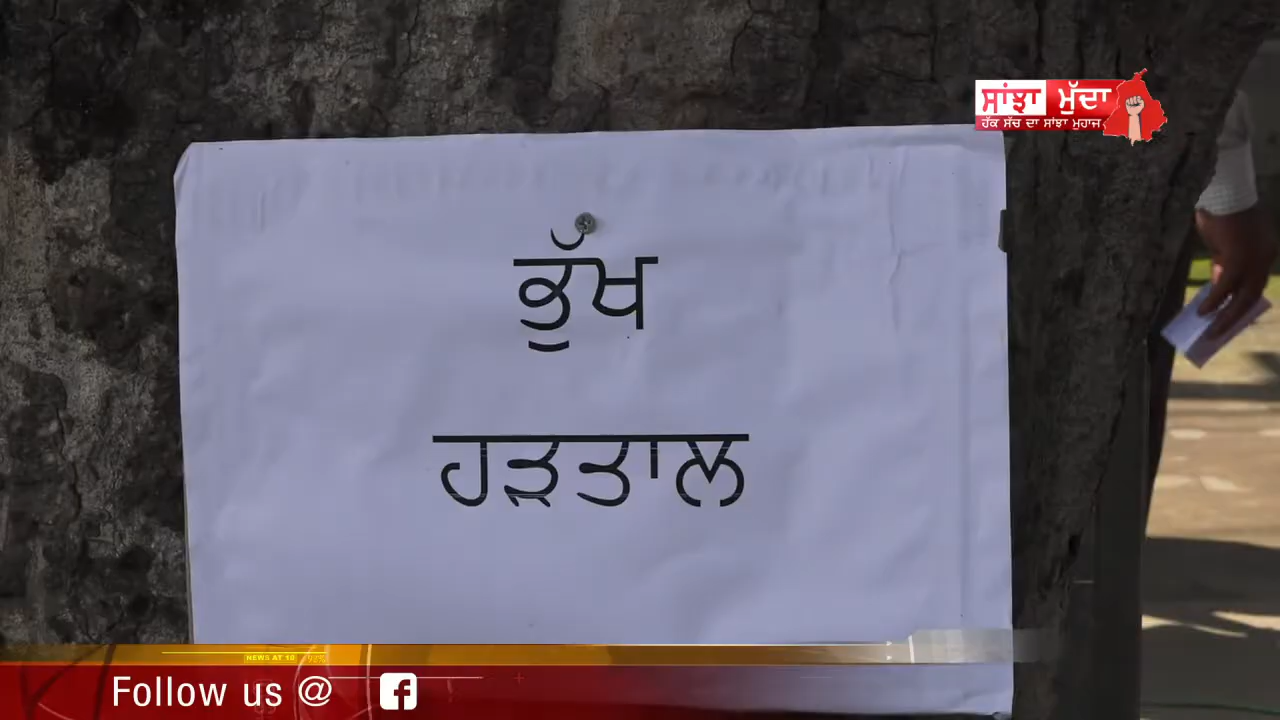 ਸਾਂਝਾ ਮੁੱਦਾ
ਹੱਕ ਸੱਚ ਦਾ ਸਾਂਝਾ ਮੁਹਾਜ਼
ਭੁੱਖ
ਹੜਤਾਲ
NEWS AT 10
Follow us @